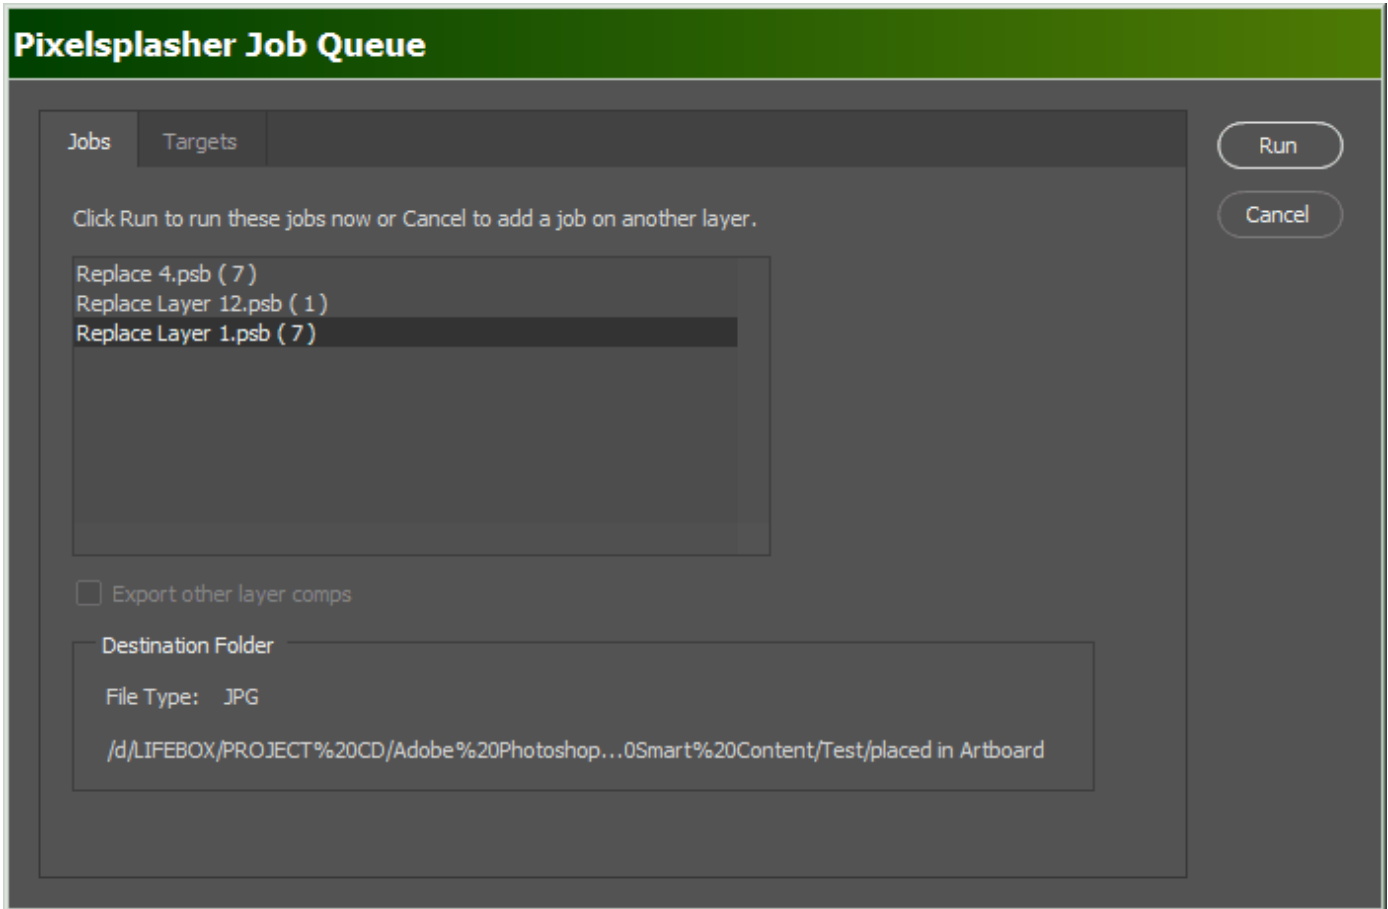 Pixelsplasher Job Queue
Jobs
Targets
Run
Cancel
Click Run to run these jobs now or Cancel to add a job on another layer.
Replace 4.psb ( 7 )
Replace Layer 12.psb ( 1 )
Replace Layer 1.psb ( 7 )
Export other layer comps
Destination Folder
File Type: JPG
/d/LIFEBOX/PROJECT%20CD/Adobe%20Photoshop...0Smart%20Content/Test/placed in Artboard